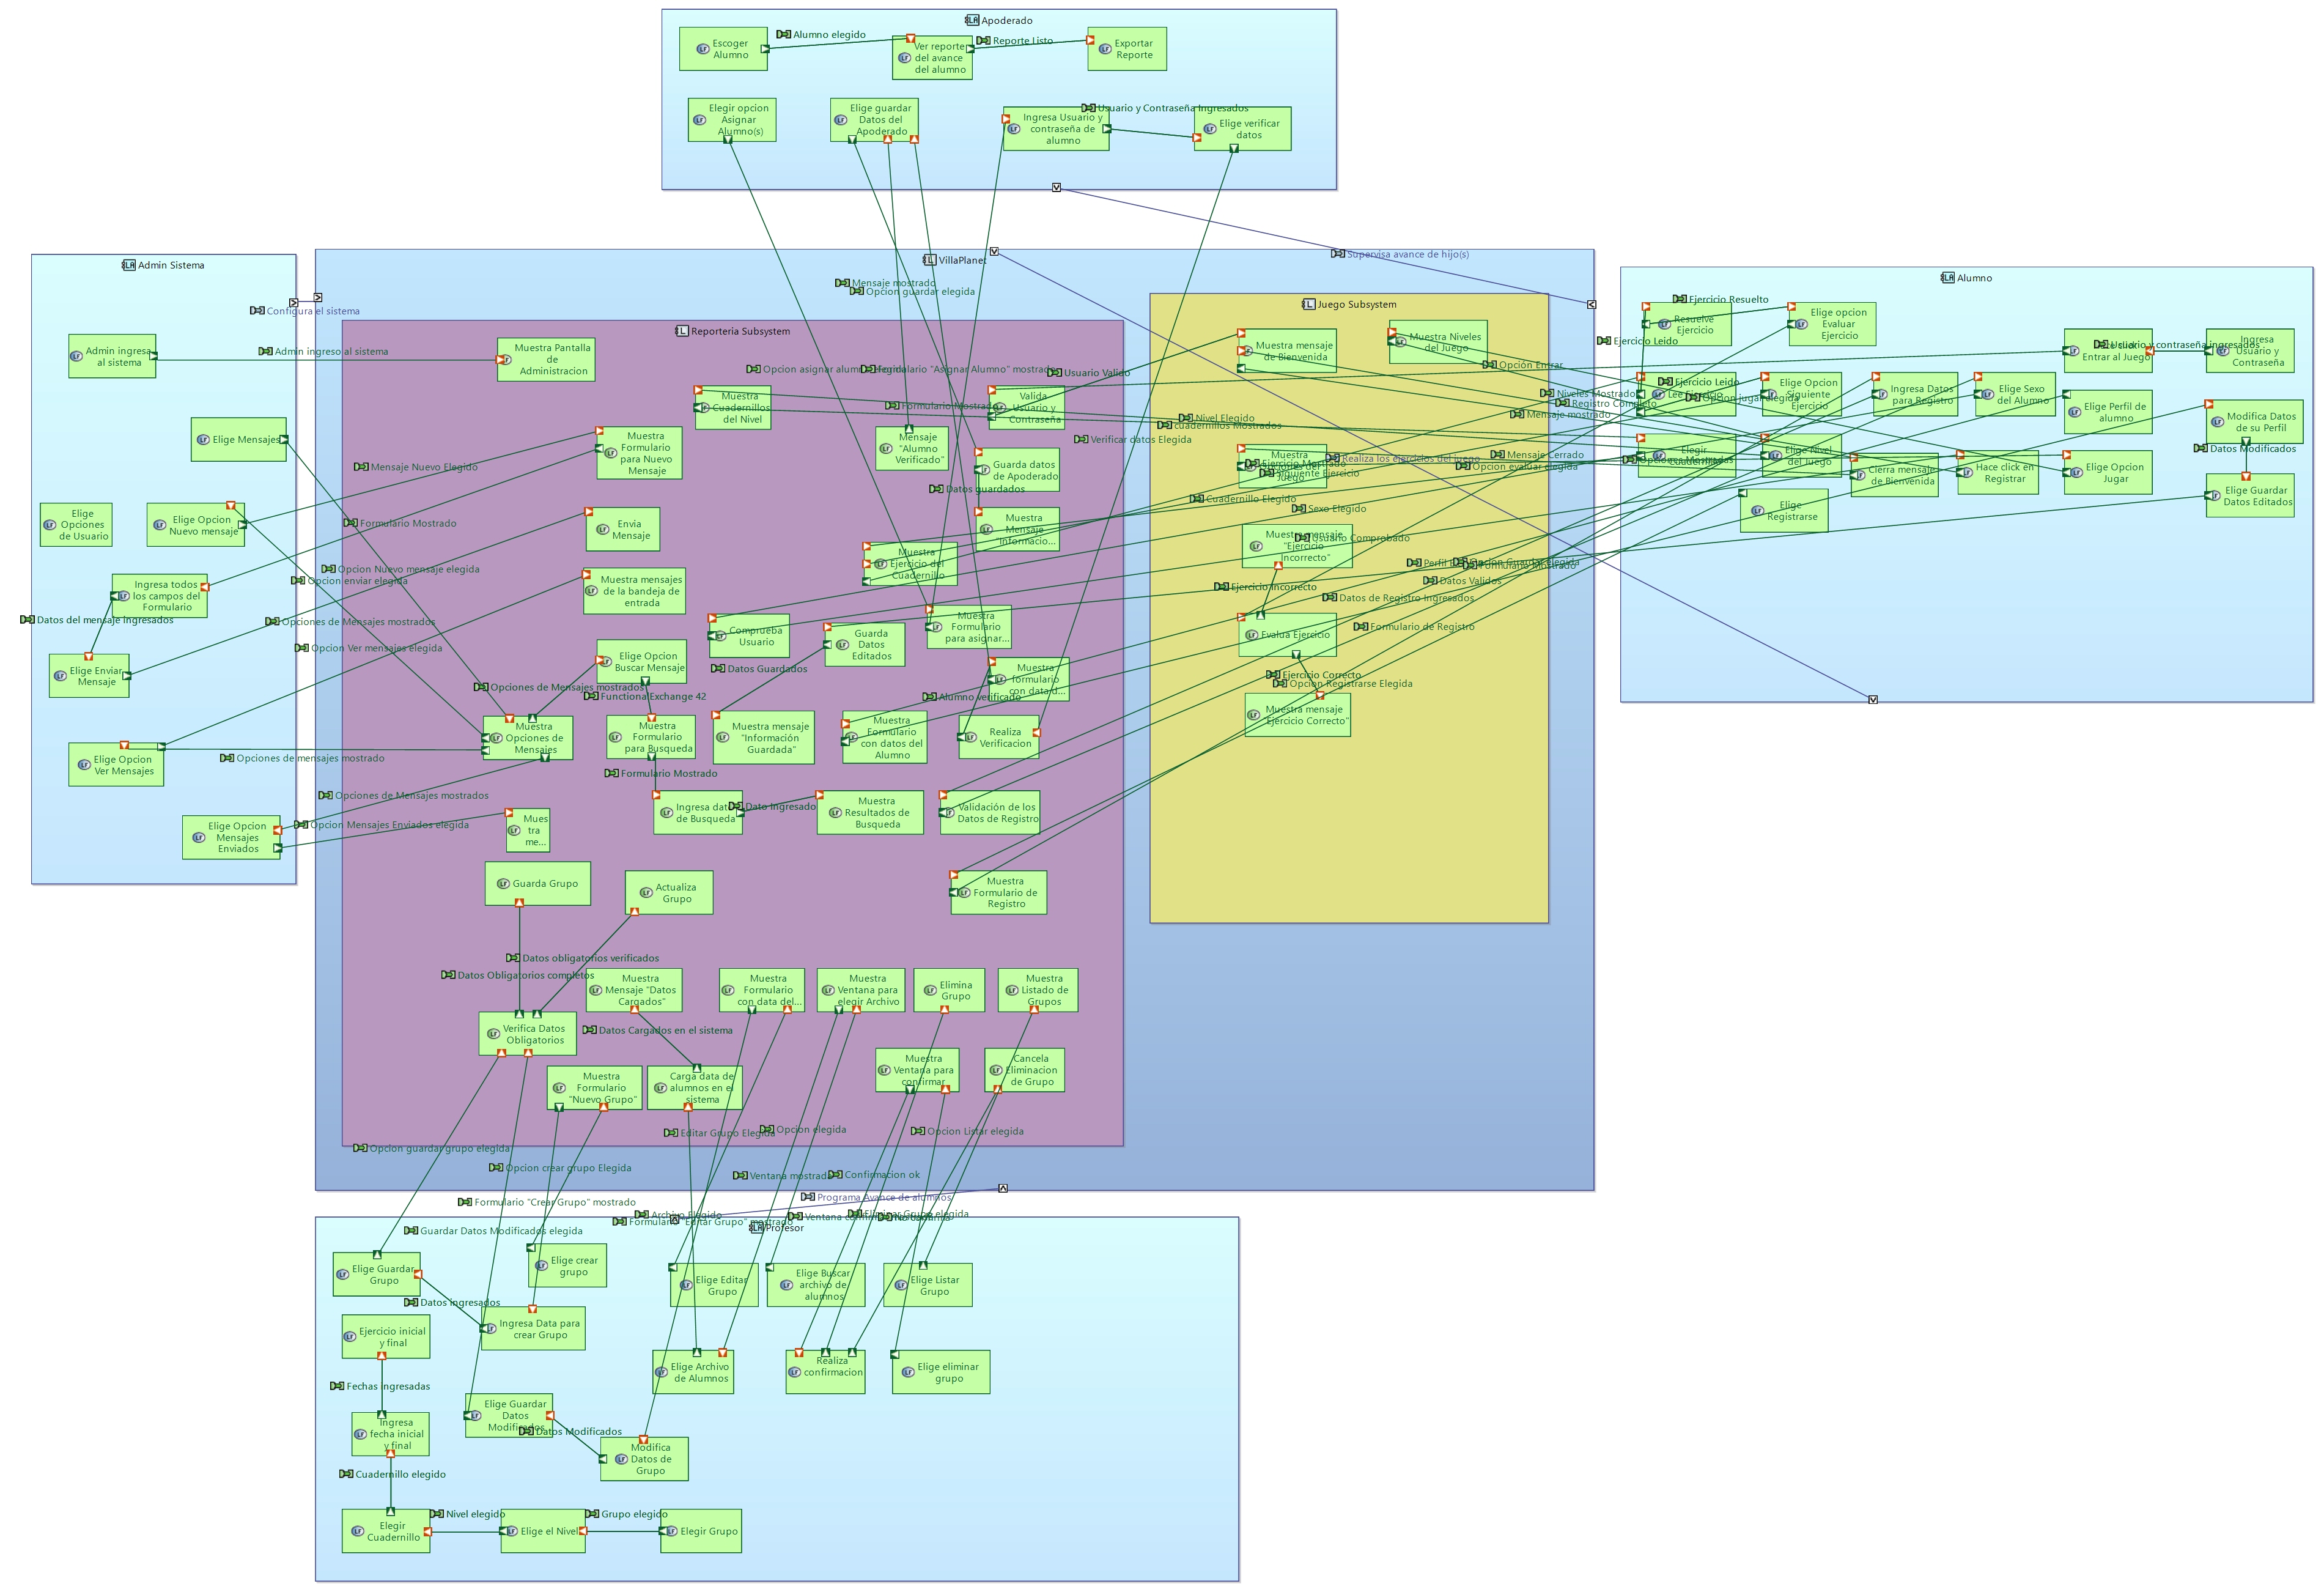 Apoderado
Escoger
Alumno
Alumno elegido
Ver reporte
del avance
del alumno
Reporte Listo
Exportar
Reporte
Elegir opcion
Asignar
Alumno(s)
Elige guardar
Datos del
Apoderado
Ingresa Usuario y
contraseña de
alumno
Usuario y Contraseña Ingresados
Elige verificar
datos
Admin Sistema
Configura el sistema
Admin ingresa
al sistema
Admin ingreso al sistema
Elige Mensajes
Elige
Opciones
de Usuario
Elige Opcion
Nuevo mensaje
Ingresa todos
los campos del
Formulario
Datos del mensaje Ingresados
Elige Enviar
Mensaje
Elige Opcion
Ver Mensajes
Elige Opcion
Mensajes
Enviados
Mensaje Nuevo Elegido
Formulario Mostrado
Opcion Nuevo mensaje elegida
Opcion enviar elegida
Opciones de Mensajes mostrados
Opcion Ver mensajes elegida
Opciones de mensajes mostrado
Opciones de Mensajes mostrados
Opcion Mensajes Enviados elegida
VillaPlanet
Supervisa avance de hijo(s)
Mensaje mostrado
Opcion guardar elegida
Reporteria Subsystem
Muestra Pantalla
de
Administracion
Opcion asignar alumno elegida
Formulario "Asignar Alumno" mostrado
Usuario Valido
Muestra
Cuadernillos
del Nivel
Formulario Mostrado
Valida
Usuario y
Contraseña
Muestra
Formulario
para Nuevo
Mensaje
Mensaje
"Alumno
Verificado"
Verificar datos Elegida
Guarda datos
de Apoderado
Datos guardados
Envia
Mensaje
Muestra
Mensaje
"Informacio...
Muestra
Ejercicio del
Cuadernillo
Muestra mensajes
de la bandeja de
entrada
Comprueba
Usuario
Guarda
Datos
Editados
Muestra
Formulario
para asignar...
Elige Opcion
Buscar Mensaje
Datos Guardados
Muestra
formulario
con data d...
Opciones de Mensajes mostrados
Functional Exchange 42
Alumno verificado
Muestra
Opciones de
Mensajes
Muestra
Formulario
para Busqueda
Muestra mensaje
"Información
Guardada"
Muestra
Formulario
con datos del
Alumno
Realiza
Verificacion
Formulario Mostrado
Ingresa dato
de Busqueda
Dato Ingresado
Muestra
Resultados de
Busqueda
Validación de los
Datos de Registro
Mues
tra
me...
Guarda Grupo
Actualiza
Grupo
Muestra
Formulario de
Registro
Datos obligatorios verificados
Datos Obligatorios completos
Muestra
Mensaje "Datos
Cargados"
Muestra
Formulario
con data del...
Muestra
Ventana para
elegir Archivo
Elimina
Grupo
Muestra
Listado de
Grupos
Verifica Datos
Obligatorios
Datos Cargados en el sistema
Muestra
Formulario
"Nuevo Grupo"
Carga data de
alumnos en el
sistema
Muestra
Ventana para
confirmar
Cancela
Eliminacion
de Grupo
Juego Subsystem
Muestra mensaje
de Bienvenida
Muestra Niveles
del Juego
Opción Entrar
Nivel Elegido
cuadernillos Mostrados
Muestra
Juego
Ejercicio Mostrado
Siguiente Ejercicio
Realiza los ejercicios del juego
Mensaje Cerrado
Opcion evaluar elegida
Cuadernillo Elegido
Sexo Elegido
Muestra mensaje
"Ejercicio
Incorrecto"
Usuario Comprobado
Datos Validos
Ejercicio Incorrecto
Datos de Registro Ingresados
Evalua Ejercicio
Formulario de Registro
Ejercicio Correcto
Opcion Registrarse Elegida
Muestra mensaje
"Ejercicio Correcto"
Alumno
Ejercicio Resuelto
Resuelve
Ejercicio
Elige opcion
Evaluar
Ejercicio
Ejercicio Leido
Entrar al Juego
Usuario y contraseña ingresados
Ingresa
Usuario y
Contraseña
Ejercicio Leido
Lee Ejercicio
Elige Opcion
Siguiente
Ejercicio
Opcion jugar elegida
Ingresa Datos
para Registro
Elige Sexo
del Alumno
Elige Perfil de
alumno
Modifica Datos
de su Perfil
Niveles Mostrados
Registro Completo
Mensaje mostrado
Datos Modificados
Elegir
Cuadernillo
Elige Nivel
del Juego
Opciones Mostradas
Cierra mensaje
de Bienvenida
Hace click en
Registrar
Elige Opcion
Jugar
Elige Guardar
Datos Editados
Elige
Registrarse
Opcion guardar grupo elegida
Editar Grupo Elegida
Opcion elegida
Opcion Listar elegida
Opcion crear grupo Elegida
Ventana mostrada
Confirmacion ok
Formulario "Crear Grupo" mostrado
Programa Avance de alumnos
Archivo Elegido
Formulario "Editar Grupo" mostrado
Eliminar Grupo elegida
Guardar Datos Modificados elegida
Profesor
Elige Guardar
Grupo
Elige crear
grupo
Elige Editar
Grupo
Elige Buscar
archivo de
alumnos
Elige Listar
Grupo
Datos ingresados
Ejercicio inicial
y final
Ingresa Data para
crear Grupo
Elige Archivo
de Alumnos
Realiza
confirmacion
Elige eliminar
grupo
Fechas ingresadas
Ingresa
fecha inicial
y final
Elige Guardar
Datos
Modificados
Datos Modificados
Modifica
Datos de
Grupo
Cuadernillo elegido
Elegir
Cuadernillo
Nivel elegido
Elige el Nivel
Grupo elegido
Elegir Grupo